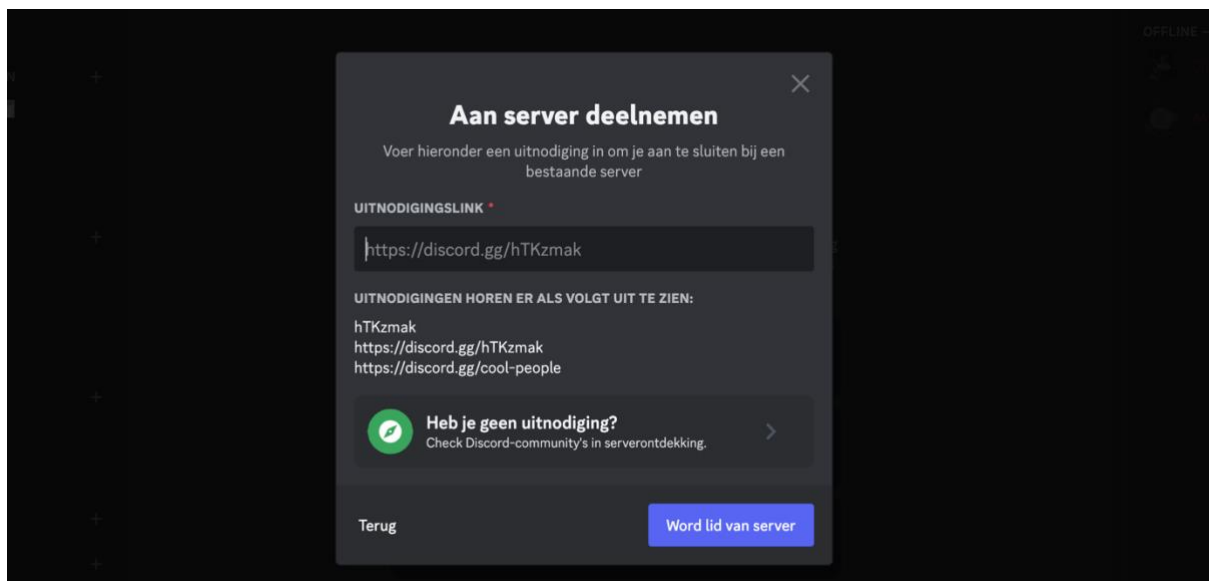 OFFLINE -
N
Aan server deelnemen
Voer hieronder een uitnodiging in om je aan te sluiten bij een
bestaande server
UITNODIGINGSLINK *
https://discord.gg/hTKzmak
UITNODIGINGEN HOREN ER ALS VOLGT UIT TE ZIEN:
hTKzmak
https://discord.gg/hTKzmak
https://discord.gg/cool-people
Heb je geen uitnodiging?
Check Discord-community's in serverontdekking.
Terug
Word lid van server